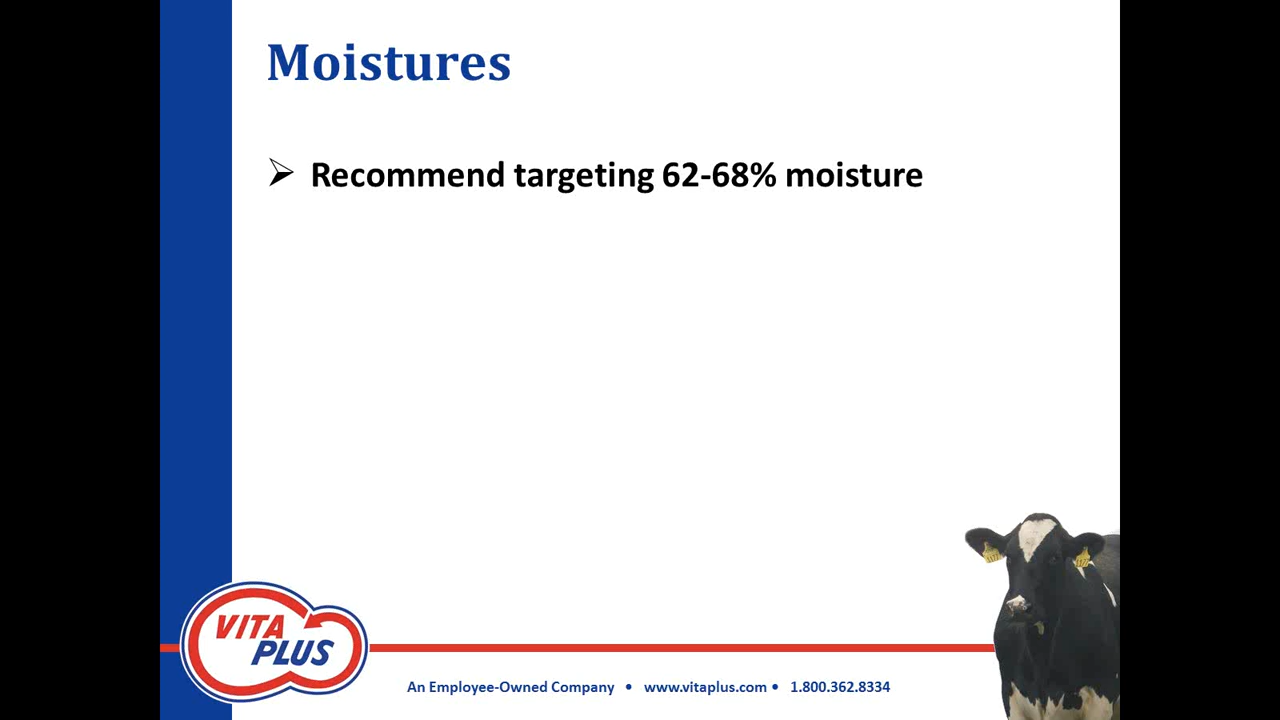 Moistures
Recommend targeting 62-68% moisture
VITA
PLUS
An Employee-Owned Company • www.vitaplus.com • 1.800.362.8334